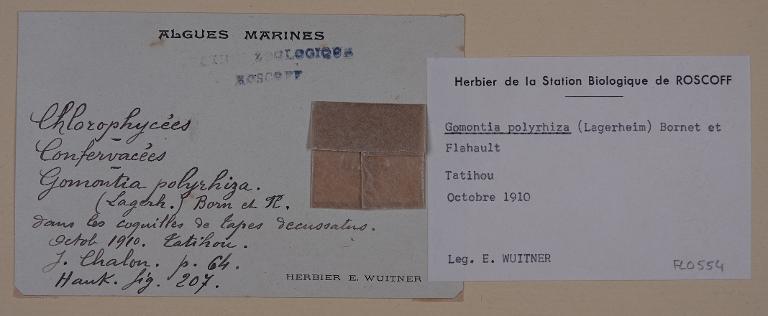 ALGUES MARINES
ZOOLOGIQUE
ROSCOFF
Chlorophycées
Confervacées
Gomontia polyrhiza.
(Lagerh.) Born et Fl.
dans les coquilles de tapes decussatus.
Octob 1910. Tatihou.
J. Chalon. p. 64.
Hauk. fig. 207.
HERBIER E. WUITNER
Herbier de la Station Biologique de ROSCOFF
Gomontia polyrhiza (Lagerheim) Bornet et
Flahault
Tatihou
Octobre 1910
Leg. E. WUITNER
FL0554